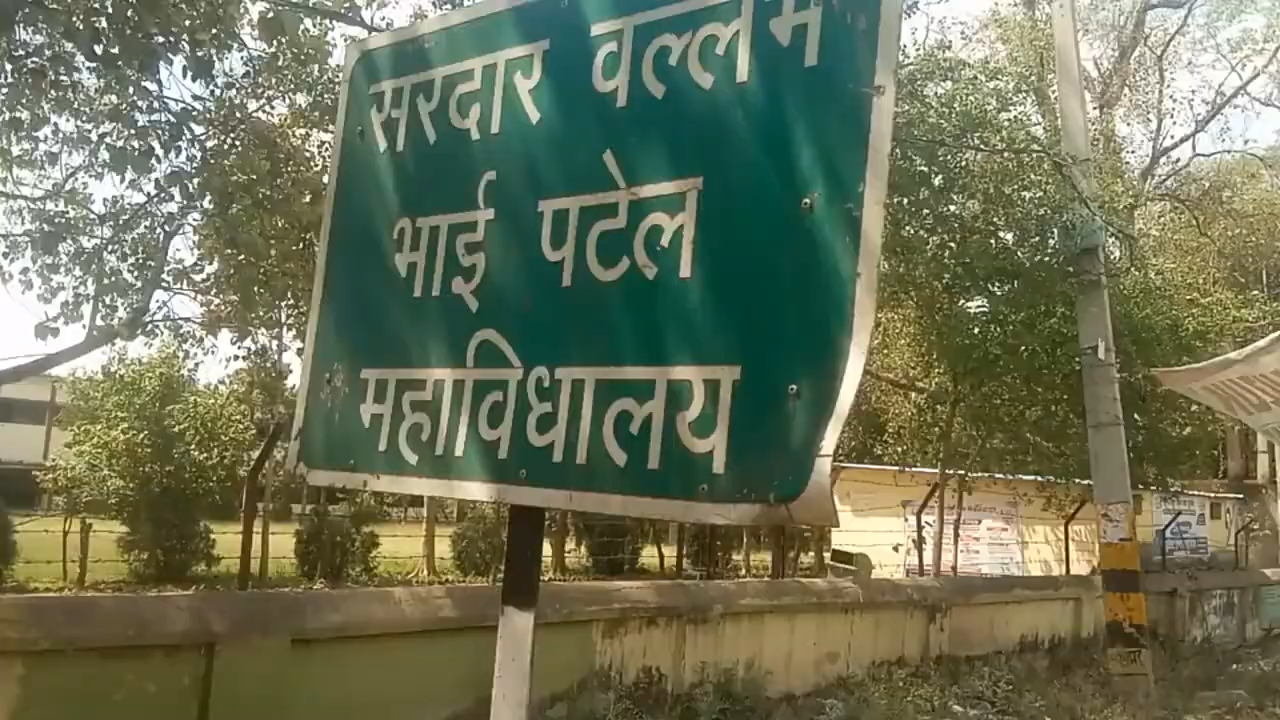 सरदार वल्लभ
भाई पटेल
महाविधालय